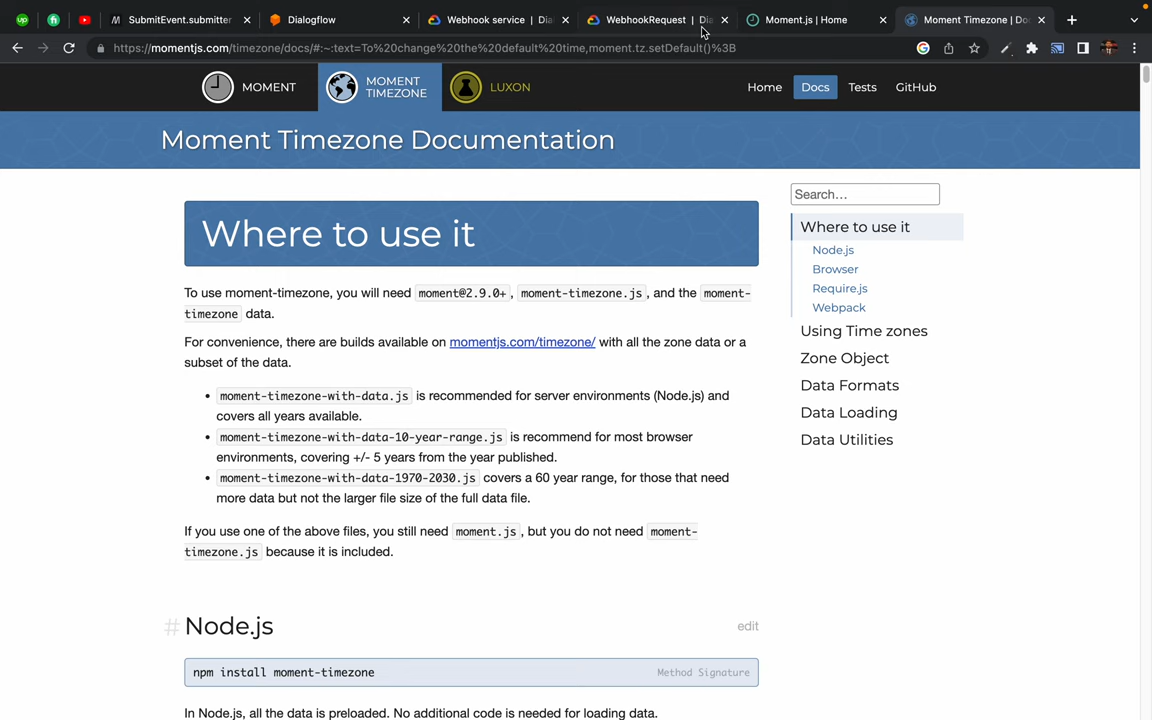 up
fi
M
SubmitEvent.submitter
Dialogflow
Webhook service | Dial
WebhookRequest | Dia
Moment.js | Home
Moment Timezone | Doc
https://momentjs.com/timezone/docs/#:~:text=To%20change%20the%20default%20time,moment.tz.setDefault()%3B
MOMENT
MOMENT
TIMEZONE
LUXON
Home
Docs
Tests
GitHub
Moment Timezone Documentation
Search...
Where to use it
Where to use it
Node.js
Browser
Require.js
Webpack
Using Time zones
Zone Object
Data Formats
Data Loading
Data Utilities
To use moment-timezone, you will need moment@2.9.0+, moment-timezone.js, and the moment-
timezone data.
For convenience, there are builds available on momentjs.com/timezone/ with all the zone data or a
subset of the data.
• moment-timezone-with-data.js is recommended for server environments (Node.js) and
covers all years available.
• moment-timezone-with-data-10-year-range.js is recommend for most browser
environments, covering +/- 5 years from the year published.
• moment-timezone-with-data-1970-2030.js covers a 60 year range, for those that need
more data but not the larger file size of the full data file.
If you use one of the above files, you still need moment.js, but you do not need moment-
timezone.js because it is included.
# Node.js
edit
npm install moment-timezone
Method Signature
In Node.js, all the data is preloaded. No additional code is needed for loading data.